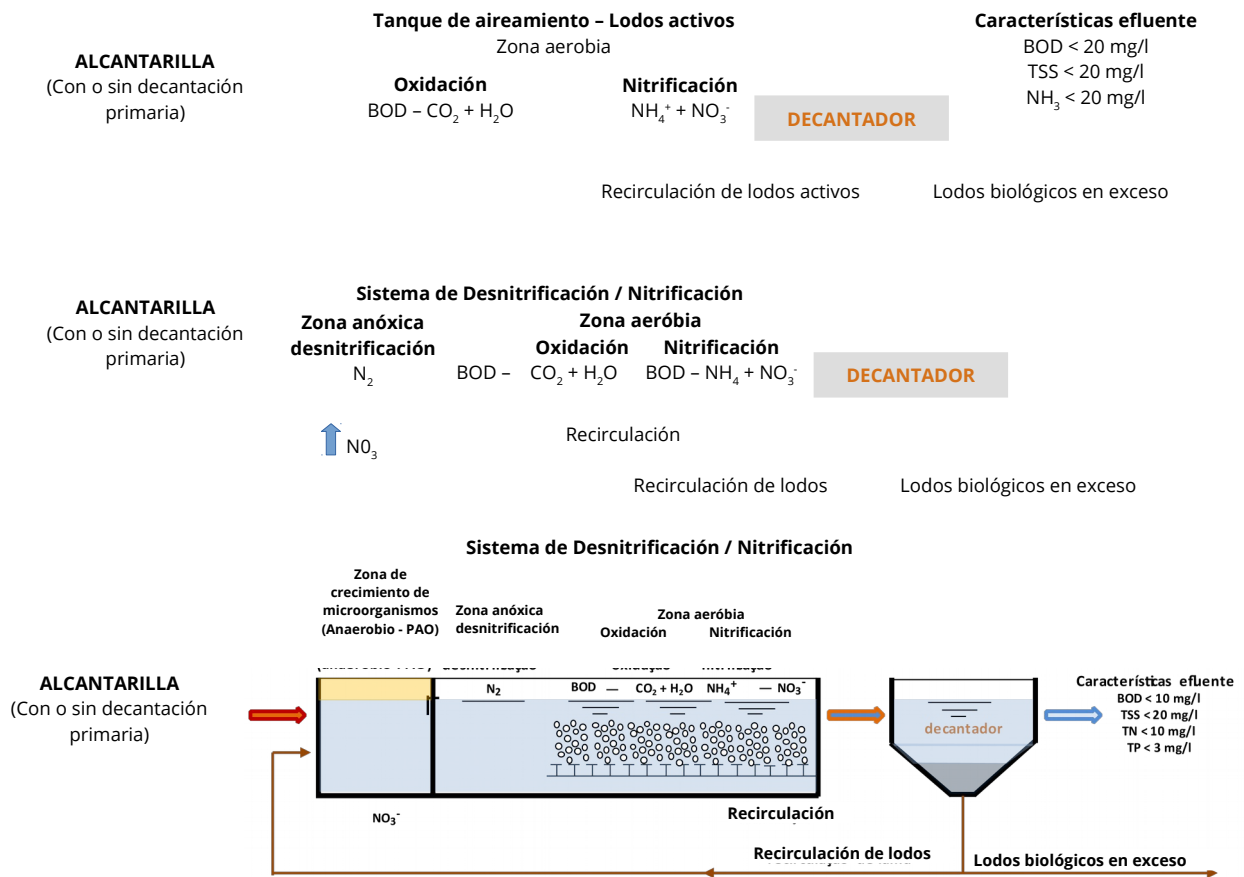 Tanque de aireamiento – Lodos activos
Zona aerobia
Características efluente
BOD < 20 mg/l
TSS < 20 mg/l
NH₃ < 20 mg/l
ALCANTARILLA
(Con o sin decantación
primaria)
Oxidación
BOD – CO₂ + H₂O
Nitrificación
NH₄⁺ + NO₃⁻
DECANTADOR
Recirculación de lodos activos
Lodos biológicos en exceso
ALCANTARILLA
(Con o sin decantación
primaria)
Sistema de Desnitrificación / Nitrificación
Zona anóxica
desnitrificación
N₂
Zona aeróbia
Oxidación
Nitrificación
BOD – CO₂ + H₂O
BOD – NH₄ + NO₃⁻
DECANTADOR
N0₃
Recirculación
Recirculación de lodos
Lodos biológicos en exceso
Sistema de Desnitrificación / Nitrificación
Zona de
crecimiento de
microorganismos
(Anaerobio - PAO)
Zona anóxica
desnitrificación
Zona aeróbia
Oxidación
Nitrificación
ALCANTARILLA
(Con o sin decantación
primaria)
N₂
BOD — CO₂ + H₂O
NH₄⁺ — NO₃⁻
decantador
Características efluente
BOD < 10 mg/l
TSS < 20 mg/l
TN < 10 mg/l
TP < 3 mg/l
NO₃⁻
Recirculación
Recirculación de lodos
Lodos biológicos en exceso